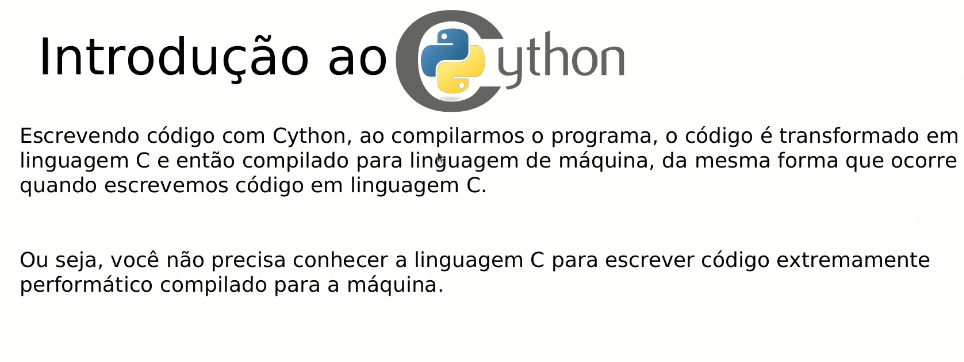 Introdução ao Cython
Escrevendo código com Cython, ao compilarmos o programa, o código é transformado em
linguagem C e então compilado para linguagem de máquina, da mesma forma que ocorre
quando escrevemos código em linguagem C.
Ou seja, você não precisa conhecer a linguagem C para escrever código extremamente
performático compilado para a máquina.